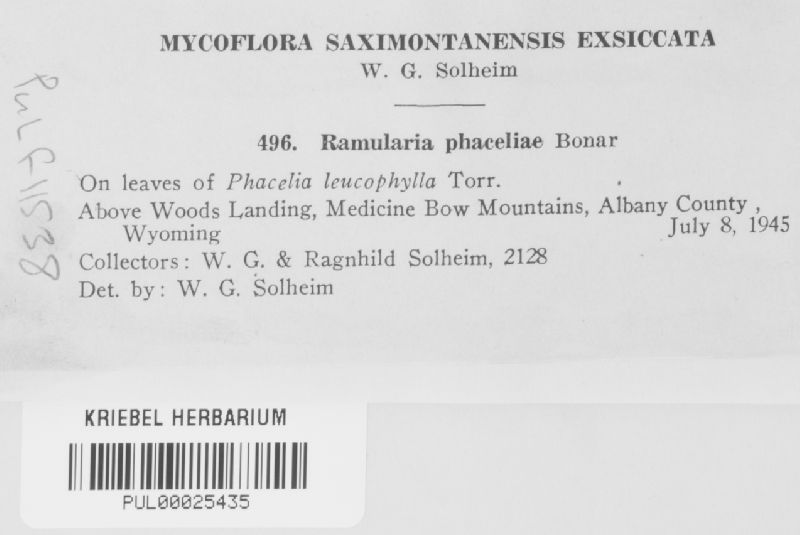 MYCOFLORA SAXIMONTANENSIS EXSICCATA
W. G. Solheim
496. Ramularia phaceliae Bonar
On leaves of Phacelia leucophylla Torr.
Above Woods Landing, Medicine Bow Mountains, Albany County,
Wyoming July 8, 1945
Collectors: W. G. & Ragnhild Solheim, 2128
Det. by: W. G. Solheim
PUL F11538
KRIEBEL HERBARIUM
PUL00025435